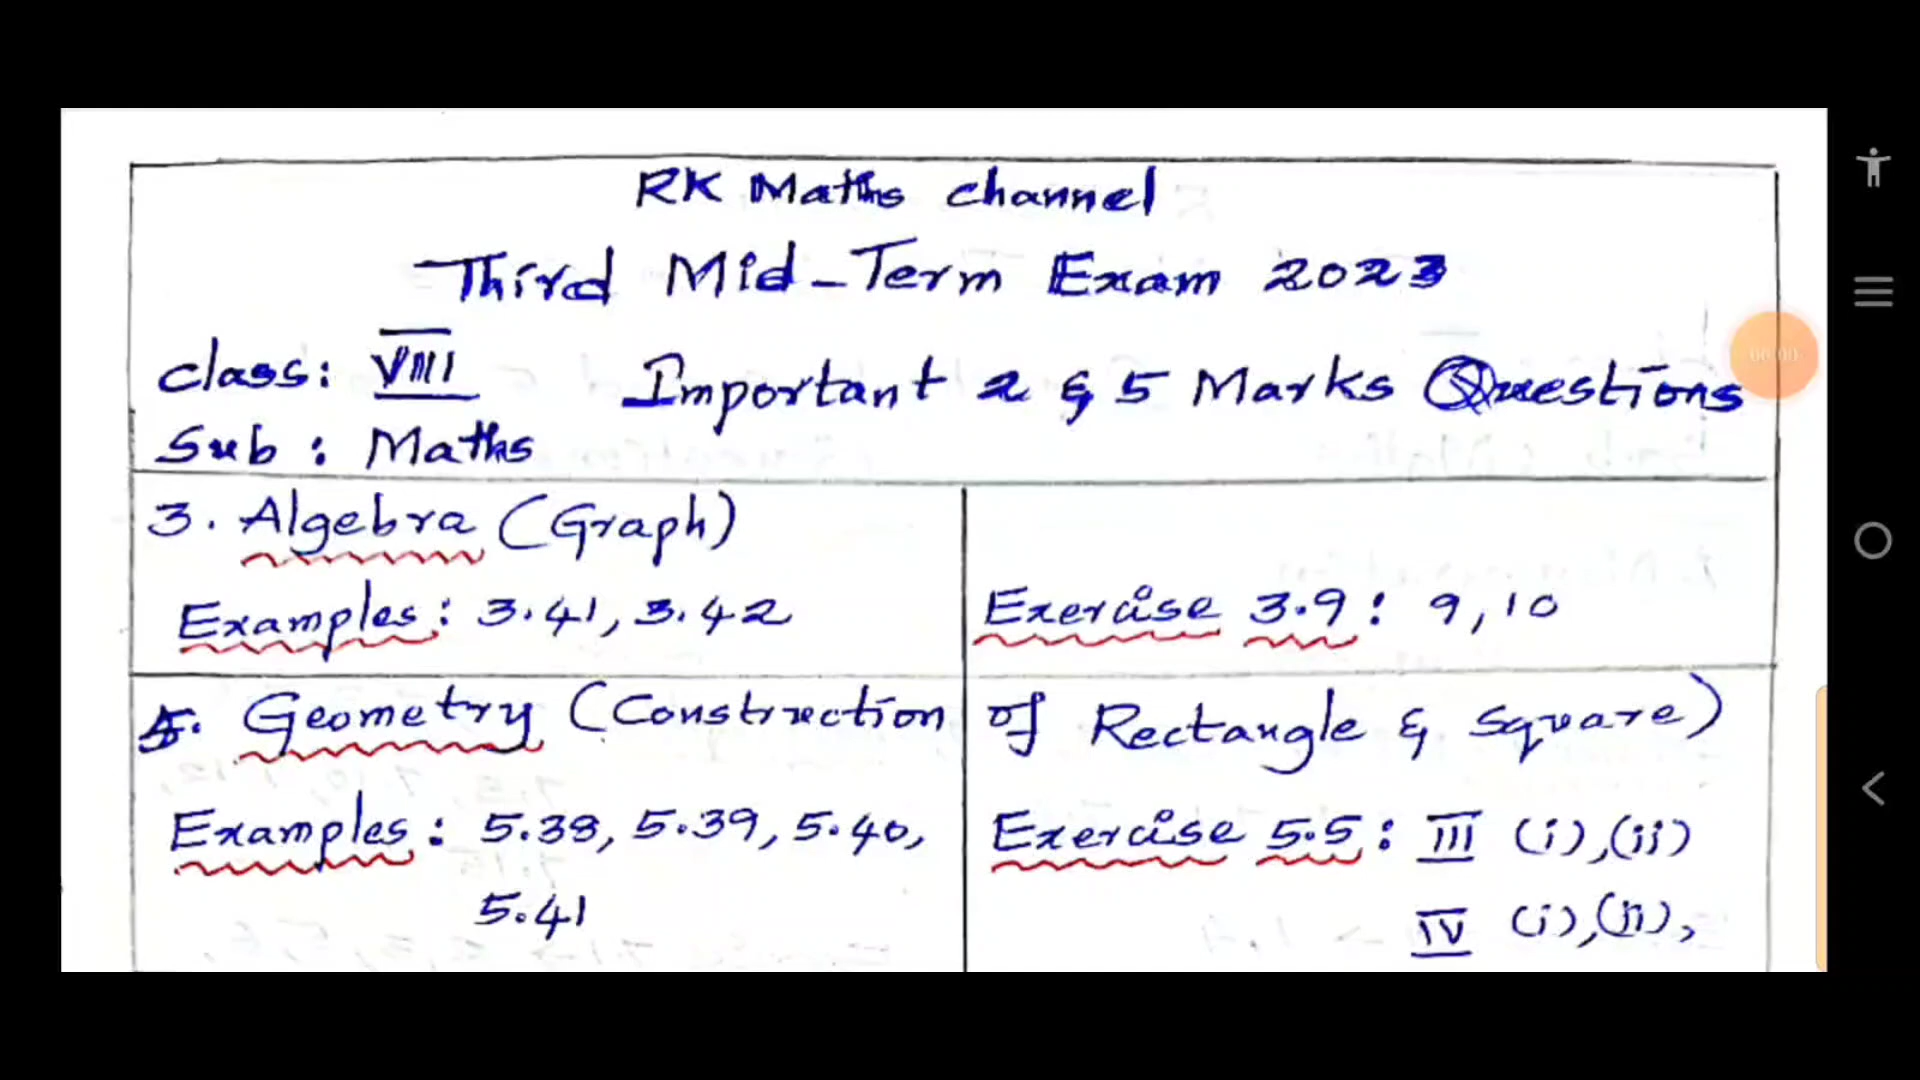 RK Maths channel
Third Mid-Term Exam 2023
class: VIII Important 2 & 5 Marks Questions
Sub : Maths
3. Algebra (Graph)
Examples: 3.41, 3.42
Exercise 3.9: 9, 10
5. Geometry (Construction of Rectangle & Square)
Examples: 5.38, 5.39, 5.40,
5.41
Exercise 5.5: III (i),(ii)
IV (i),(ii),
00:00